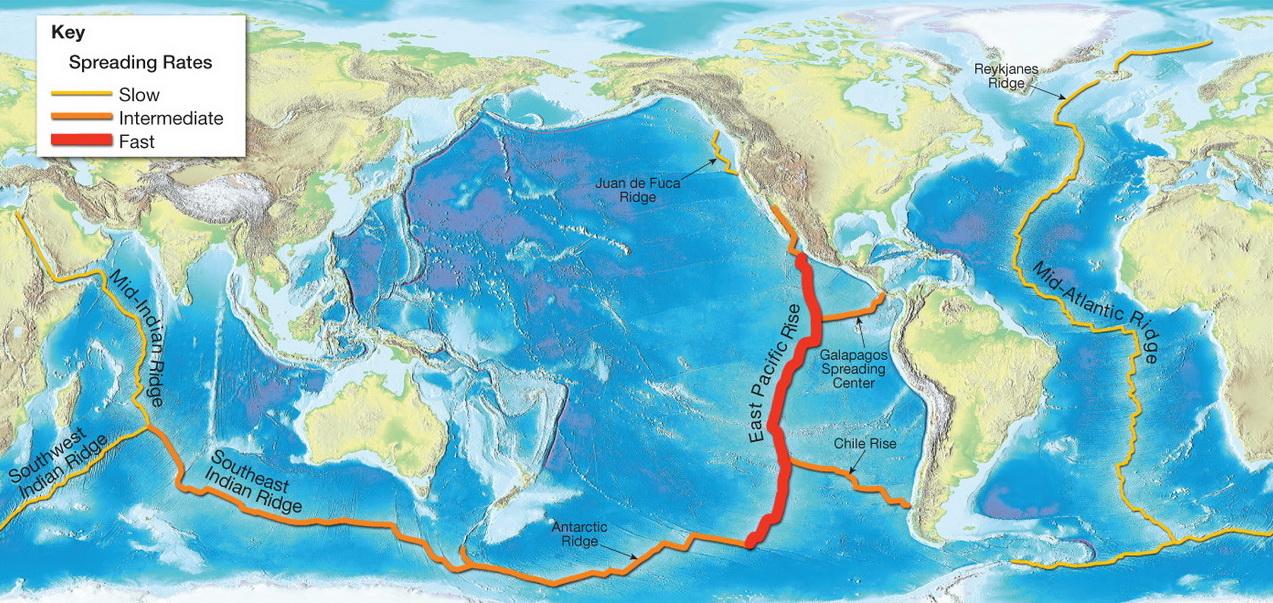 Key
Spreading Rates
Slow
Intermediate
Fast
Reykjanes
Ridge
Juan de Fuca
Ridge
Mid-Indian Ridge
Mid-Atlantic Ridge
East Pacific Rise
Galapagos
Spreading
Center
Chile Rise
Southwest
Indian Ridge
Southeast
Indian Ridge
Antarctic
Ridge